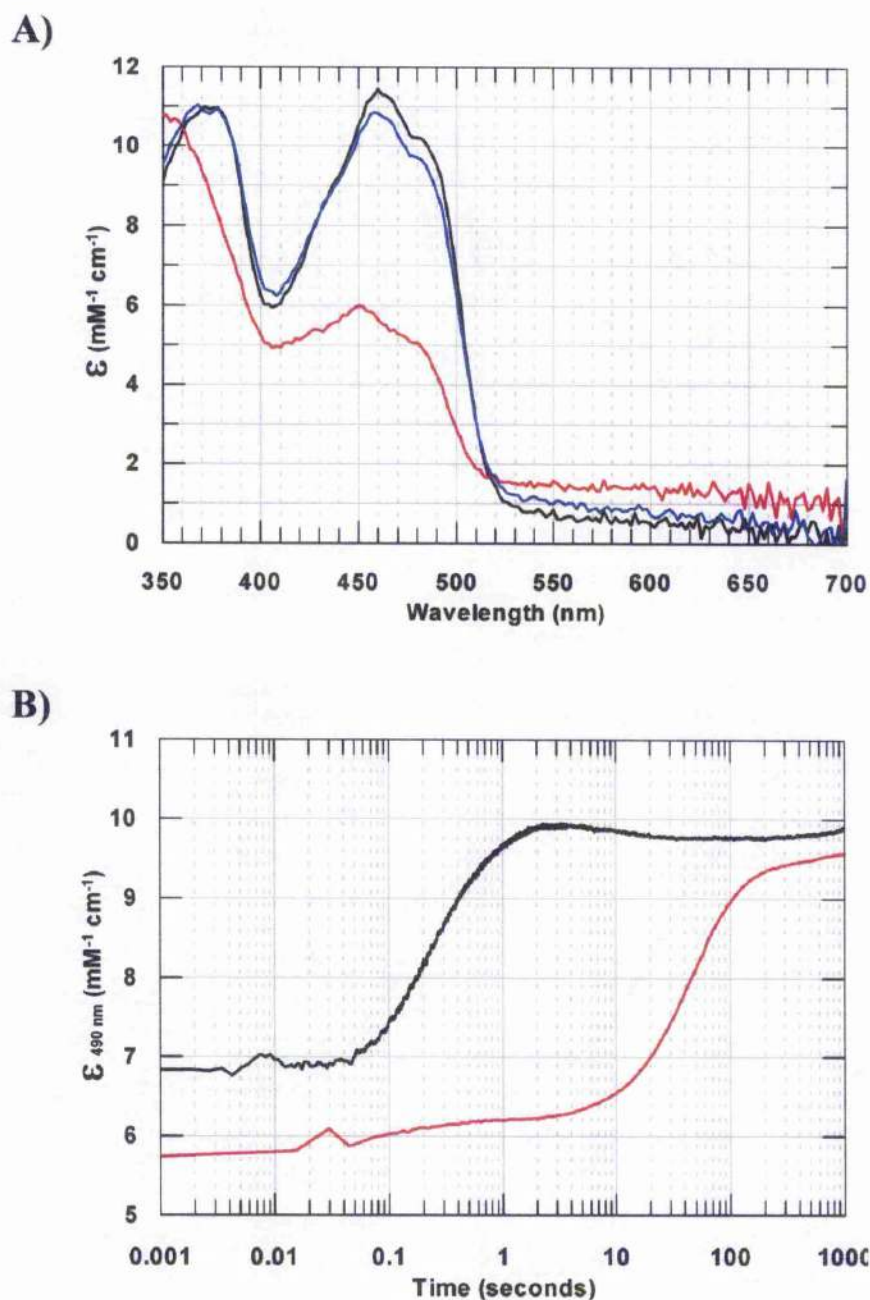 A)
12
10
8
6
4
2
0
ε (mM⁻¹ cm⁻¹)
350 400 450 500 550 600 650 700
Wavelength (nm)
B)
11
10
9
8
7
6
5
ε 490 nm (mM⁻¹ cm⁻¹)
0.001 0.01 0.1 1 10 100 1000
Time (seconds)